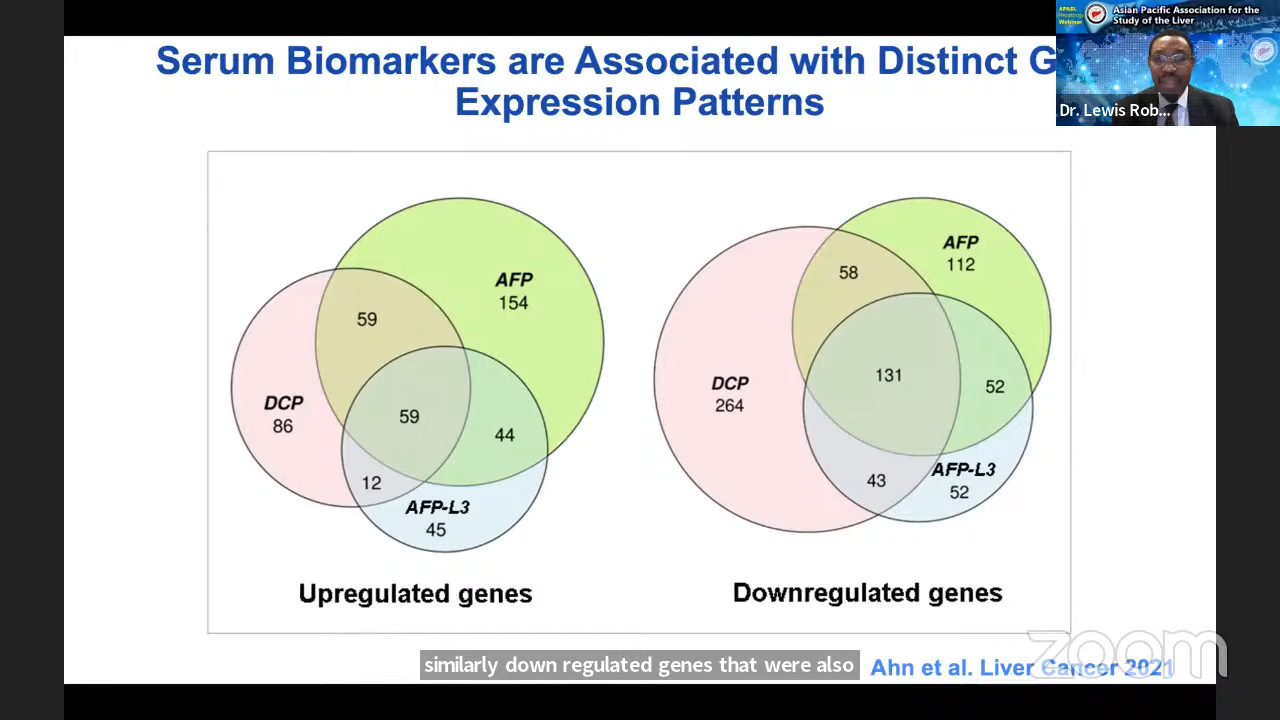 Serum Biomarkers are Associated with Distinct G
Expression Patterns
APASL
Webinar
Asian Pacific Association for the
Study of the Liver
Dr. Lewis Rob...
AFP
154
59
DCP
86
59
44
12
AFP-L3
45
Upregulated genes
AFP
112
58
DCP
264
131
52
43
AFP-L3
52
Downregulated genes
similarly down regulated genes that were also
Ahn et al. Liver Cancer 2021
zoom